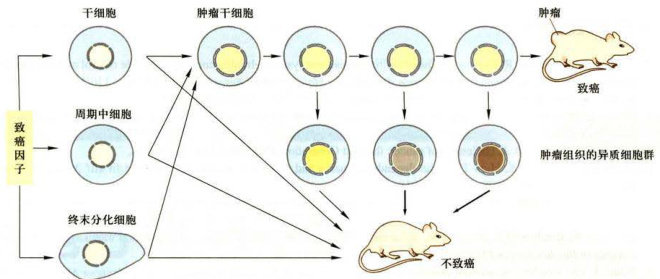 干细胞
肿瘤干细胞
肿瘤
致癌
周期中细胞
致癌因子
肿瘤组织的异质细胞群
终末分化细胞
不致癌